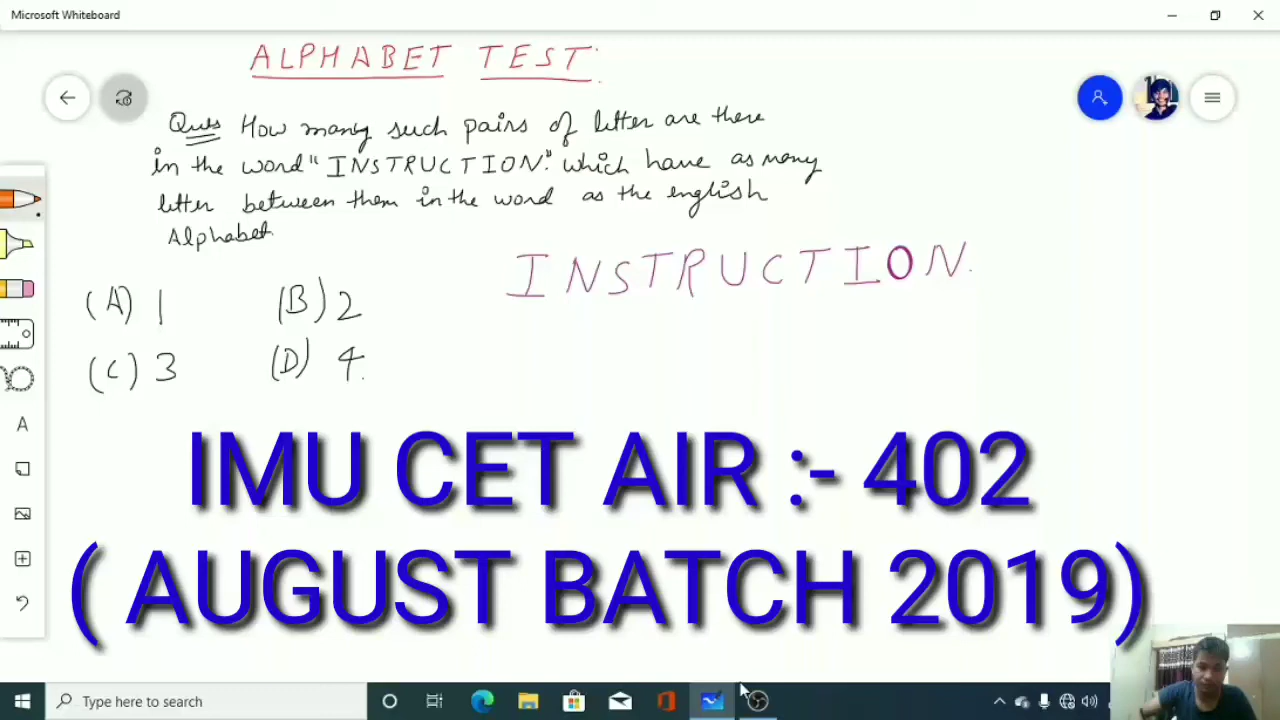 Microsoft Whiteboard
ALPHABET TEST:
Ques How many such pairs of letter are there
in the word "INSTRUCTION" which have as many
letter between them in the word as the english
Alphabet.
INSTRUCTION.
(A) 1 (B) 2
(C) 3 (D) 4.
A
IMU CET AIR :- 402
( AUGUST BATCH 2019)
Type here to search